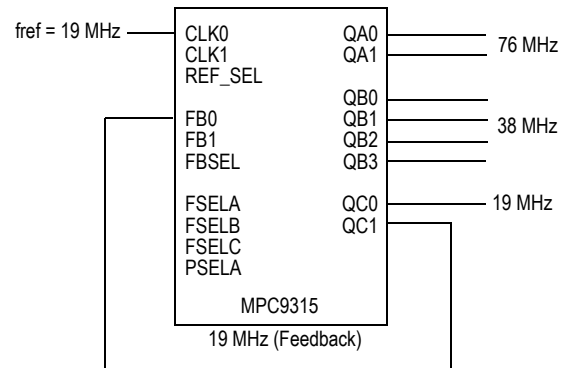 fref = 19 MHz
CLK0
CLK1
REF_SEL
FB0
FB1
FBSEL
FSELA
FSELB
FSELC
PSELA
QA0
QA1
QB0
QB1
QB2
QB3
QC0
QC1
76 MHz
38 MHz
19 MHz
MPC9315
19 MHz (Feedback)